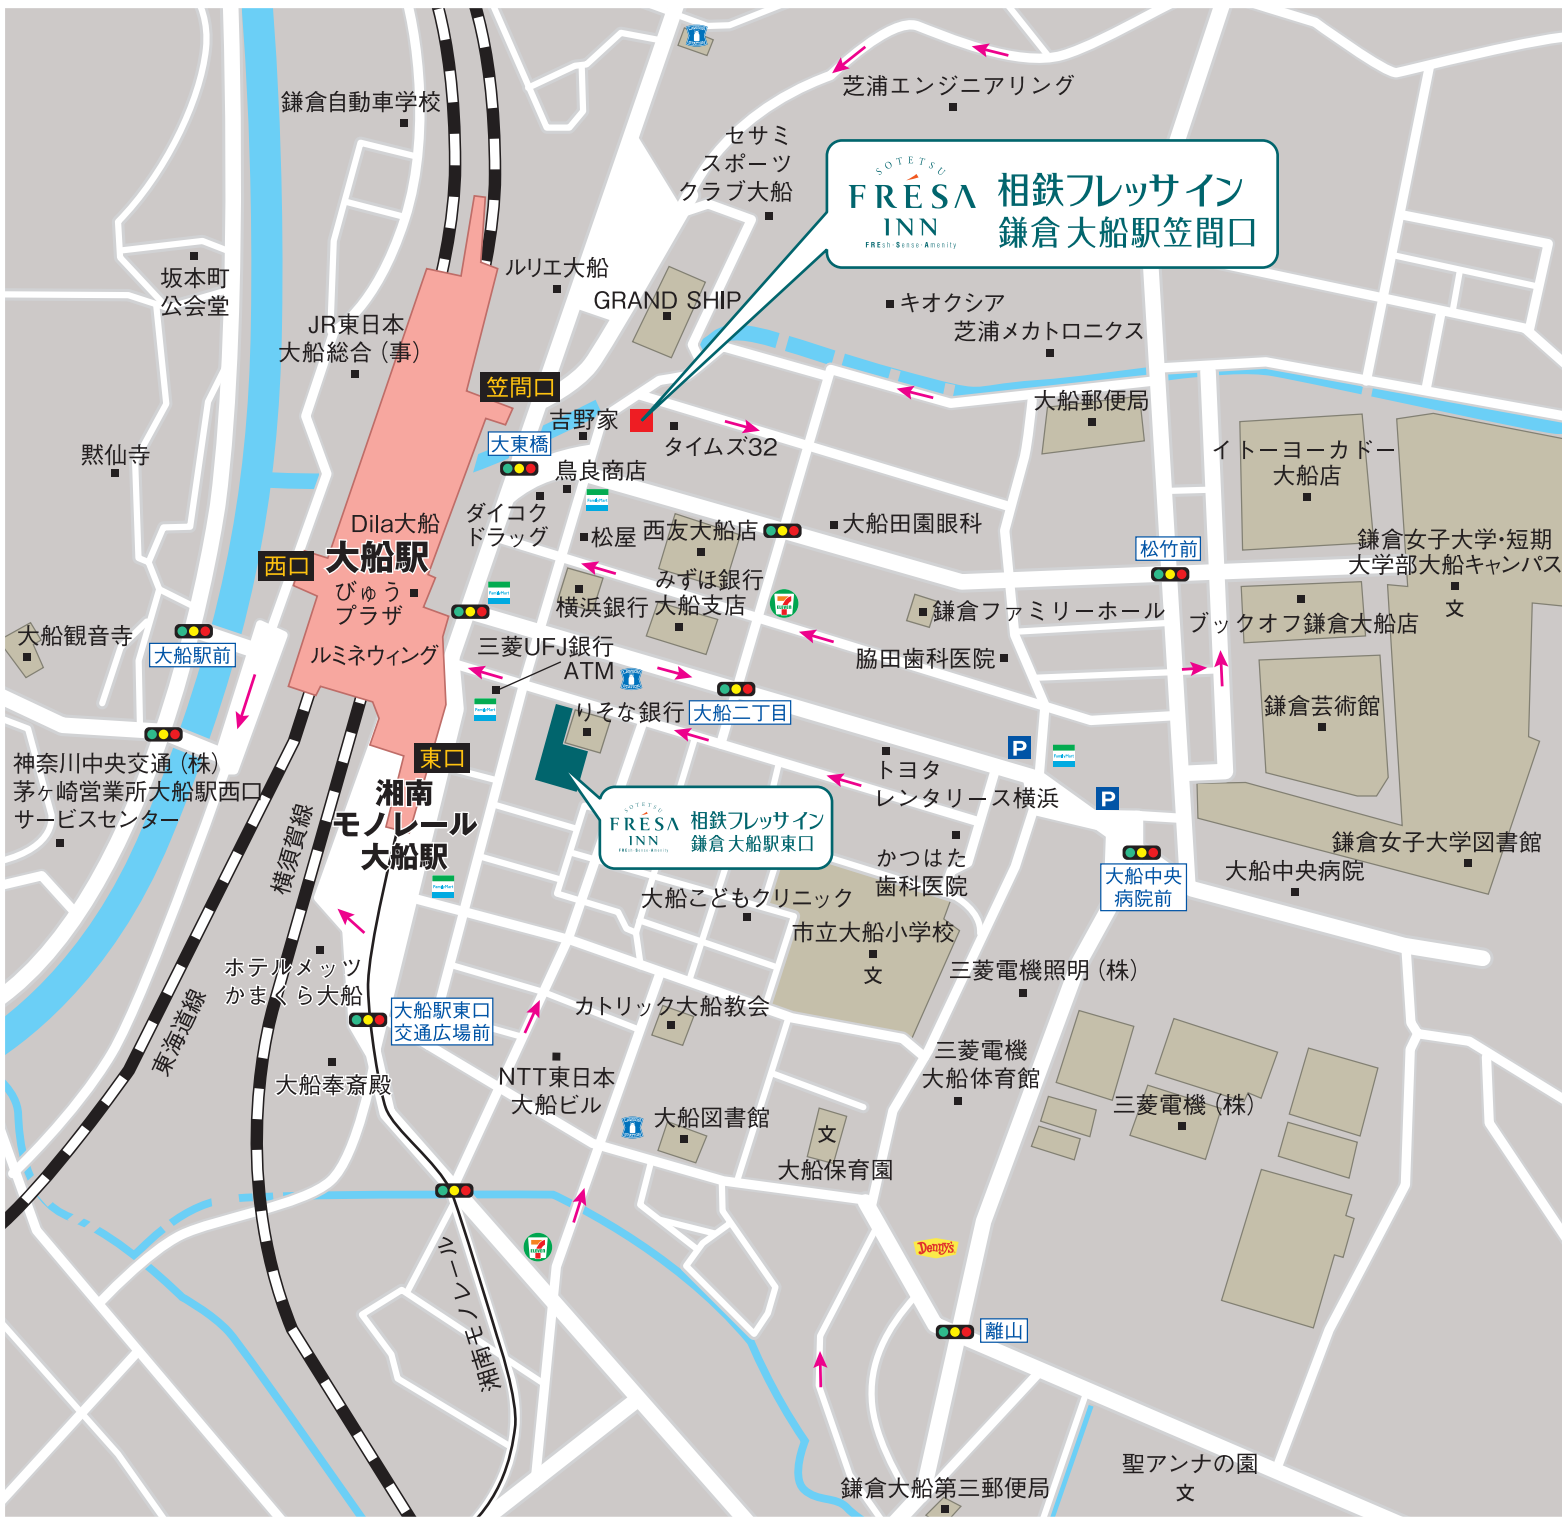 芝浦エンジニアリング
鎌倉自動車学校
セサミ
スポーツ
クラブ大船
SOTETSU
FRÉSA
INN
FREsh・Sense・Amenity
相鉄フレッサイン
鎌倉 大船駅笠間口
坂本町
公会堂
ルリエ大船
GRAND SHIP
キオクシア
芝浦メカトロニクス
JR東日本
大船総合（事）
笠間口
吉野家
大東橋
タイムズ32
大船郵便局
イトーヨーカドー
大船店
黙仙寺
鳥良商店
FamilyMart
ダイコク
ドラッグ
松屋
西友大船店
大船田園眼科
Dila大船
大船駅
西口
びゅう
プラザ
松竹前
鎌倉女子大学・短期
大学部大船キャンパス
文
みずほ銀行
大船支店
横浜銀行
FamilyMart
7
ELEVEN
鎌倉ファミリーホール
ブックオフ鎌倉大船店
大船観音寺
大船駅前
ルミネウィング
三菱UFJ銀行
ATM
脇田歯科医院
FamilyMart
りそな銀行
大船二丁目
鎌倉芸術館
東口
P
FamilyMart
トヨタ
レンタリース横浜
P
神奈川中央交通（株）
茅ヶ崎営業所大船駅西口
サービスセンター
湘南
モノレール
大船駅
SOTETSU
FRÉSA
INN
FREsh・Sense・Amenity
相鉄フレッサイン
鎌倉 大船駅東口
横須賀線
かつはた
歯科医院
鎌倉女子大学図書館
大船中央病院
大船中央
病院前
FamilyMart
大船こどもクリニック
市立大船小学校
文
ホテルメッツ
かまくら大船
三菱電機照明（株）
大船駅東口
交通広場前
カトリック大船教会
東海道線
三菱電機
大船体育館
大船奉斎殿
NTT東日本
大船ビル
大船図書館
文
大船保育園
三菱電機（株）
7
ELEVEN
Denny's
湘南モノレール
離山
聖アンナの園
文
鎌倉大船第三郵便局